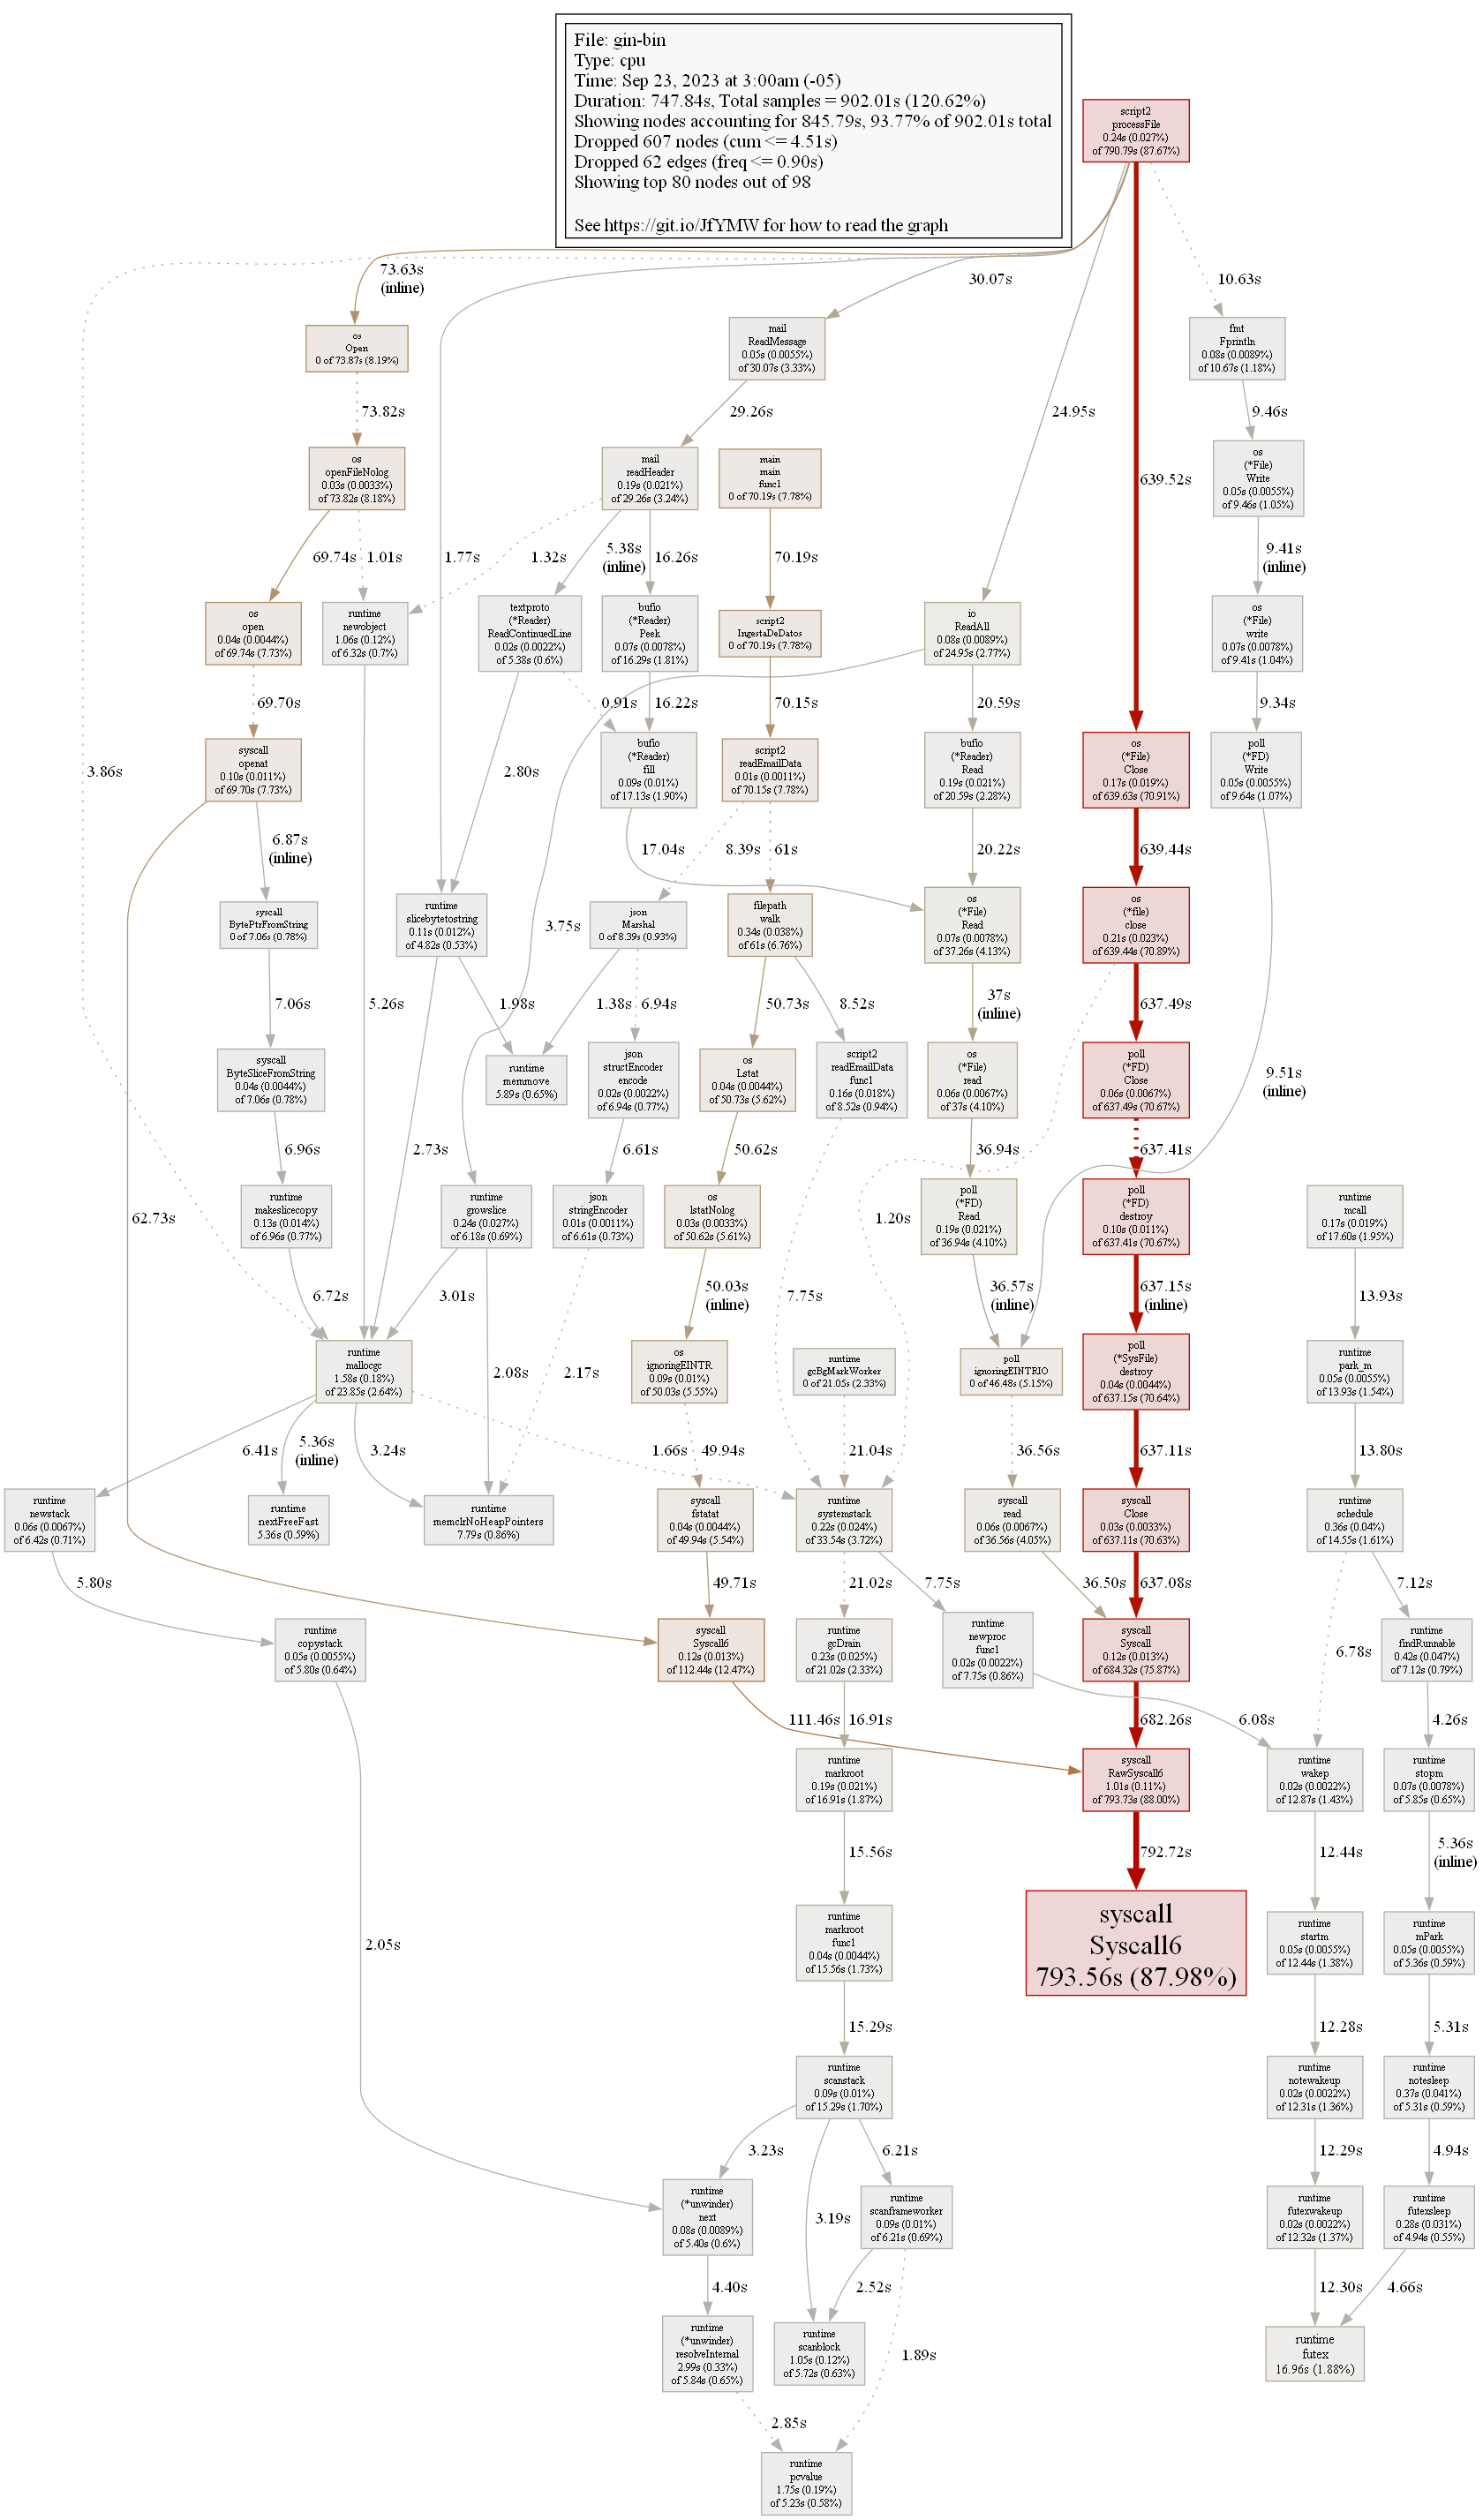 File: gin-bin
Type: cpu
Time: Sep 23, 2023 at 3:00am (-05)
Duration: 747.84s, Total samples = 902.01s (120.62%)
Showing nodes accounting for 845.79s, 93.77% of 902.01s total
Dropped 607 nodes (cum <= 4.51s)
Dropped 62 edges (freq <= 0.90s)
Showing top 80 nodes out of 98
See https://git.io/JfYMW for how to read the graph
script2
processFile
0.24s (0.027%)
of 790.79s (87.67%)
73.63s
(inline)
30.07s
10.63s
os
Open
0 of 73.87s (8.19%)
mail
ReadMessage
0.05s (0.0055%)
of 30.07s (3.33%)
fmt
Fprintln
0.08s (0.0089%)
of 10.67s (1.18%)
73.82s
29.26s
24.95s
9.46s
os
openFileNolog
0.03s (0.0033%)
of 73.82s (8.18%)
mail
readHeader
0.19s (0.021%)
of 29.26s (3.24%)
main
main
func1
0 of 70.19s (7.78%)
639.52s
os
(*File)
Write
0.05s (0.0055%)
of 9.46s (1.05%)
69.74s
1.01s
1.77s
1.32s
5.38s
(inline)
16.26s
70.19s
9.41s
(inline)
os
open
0.04s (0.0044%)
of 69.74s (7.73%)
runtime
newobject
1.06s (0.12%)
of 6.32s (0.7%)
textproto
(*Reader)
ReadContinuedLine
0.02s (0.0022%)
of 5.38s (0.6%)
bufio
(*Reader)
Peek
0.07s (0.0078%)
of 16.29s (1.81%)
script2
IngestaDeDatos
0 of 70.19s (7.78%)
io
ReadAll
0.08s (0.0089%)
of 24.95s (2.77%)
os
(*File)
write
0.07s (0.0078%)
of 9.41s (1.04%)
69.70s
0.91s
16.22s
70.15s
20.59s
9.34s
syscall
openat
0.10s (0.011%)
of 69.70s (7.73%)
3.86s
2.80s
bufio
(*Reader)
fill
0.09s (0.01%)
of 17.13s (1.90%)
script2
readEmailData
0.01s (0.0011%)
of 70.15s (7.78%)
bufio
(*Reader)
Read
0.19s (0.021%)
of 20.59s (2.28%)
os
(*File)
Close
0.17s (0.019%)
of 639.63s (70.91%)
poll
(*FD)
Write
0.05s (0.0055%)
of 9.64s (1.07%)
6.87s
(inline)
17.04s
8.39s
61s
20.22s
639.44s
syscall
BytePtrFromString
0 of 7.06s (0.78%)
runtime
slicebytetostring
0.11s (0.012%)
of 4.82s (0.53%)
3.75s
json
Marshal
0 of 8.39s (0.93%)
filepath
walk
0.34s (0.038%)
of 61s (6.76%)
os
(*File)
Read
0.07s (0.0078%)
of 37.26s (4.13%)
os
(*file)
close
0.21s (0.023%)
of 639.44s (70.89%)
7.06s
5.26s
1.98s
1.38s
6.94s
50.73s
8.52s
37s
(inline)
637.49s
syscall
ByteSliceFromString
0.04s (0.0044%)
of 7.06s (0.78%)
runtime
memmove
5.89s (0.65%)
json
structEncoder
encode
0.02s (0.0022%)
of 6.94s (0.77%)
os
Lstat
0.04s (0.0044%)
of 50.73s (5.62%)
script2
readEmailData
func1
0.16s (0.018%)
of 8.52s (0.94%)
os
(*File)
read
0.06s (0.0067%)
of 37s (4.10%)
poll
(*FD)
Close
0.06s (0.0067%)
of 637.49s (70.67%)
9.51s
(inline)
6.96s
2.73s
6.61s
50.62s
36.94s
637.41s
62.73s
runtime
makeslicecopy
0.13s (0.014%)
of 6.96s (0.77%)
runtime
growslice
0.24s (0.027%)
of 6.18s (0.69%)
json
stringEncoder
0.01s (0.0011%)
of 6.61s (0.73%)
os
lstatNolog
0.03s (0.0033%)
of 50.62s (5.61%)
1.20s
poll
(*FD)
Read
0.19s (0.021%)
of 36.94s (4.10%)
poll
(*FD)
destroy
0.10s (0.011%)
of 637.41s (70.67%)
runtime
mcall
0.17s (0.019%)
of 17.60s (1.95%)
6.72s
3.01s
50.03s
(inline)
7.75s
36.57s
(inline)
637.15s
(inline)
13.93s
runtime
mallocgc
1.58s (0.18%)
of 23.85s (2.64%)
2.08s
2.17s
os
ignoringEINTR
0.09s (0.01%)
of 50.03s (5.55%)
runtime
gcBgMarkWorker
0 of 21.05s (2.33%)
poll
ignoringEINTRIO
0 of 46.48s (5.15%)
poll
(*SysFile)
destroy
0.04s (0.0044%)
of 637.15s (70.64%)
runtime
park_m
0.05s (0.0055%)
of 13.93s (1.54%)
6.41s
5.36s
(inline)
3.24s
1.66s
49.94s
21.04s
36.56s
637.11s
13.80s
runtime
newstack
0.06s (0.0067%)
of 6.42s (0.71%)
runtime
nextFreeFast
5.36s (0.59%)
runtime
memclrNoHeapPointers
7.79s (0.86%)
syscall
fstatat
0.04s (0.0044%)
of 49.94s (5.54%)
runtime
systemstack
0.22s (0.024%)
of 33.54s (3.72%)
syscall
read
0.06s (0.0067%)
of 36.56s (4.05%)
syscall
Close
0.03s (0.0033%)
of 637.11s (70.63%)
runtime
schedule
0.36s (0.04%)
of 14.55s (1.61%)
5.80s
49.71s
21.02s
7.75s
36.50s
637.08s
7.12s
runtime
copystack
0.05s (0.0055%)
of 5.80s (0.64%)
syscall
Syscall6
0.12s (0.013%)
of 112.44s (12.47%)
runtime
gcDrain
0.23s (0.025%)
of 21.02s (2.33%)
runtime
newproc
func1
0.02s (0.0022%)
of 7.75s (0.86%)
syscall
Syscall
0.12s (0.013%)
of 684.32s (75.87%)
6.78s
runtime
findRunnable
0.42s (0.047%)
of 7.12s (0.79%)
111.46s
16.91s
682.26s
6.08s
4.26s
runtime
markroot
0.19s (0.021%)
of 16.91s (1.87%)
syscall
RawSyscall6
1.01s (0.11%)
of 793.73s (88.00%)
runtime
wakep
0.02s (0.0022%)
of 12.87s (1.43%)
runtime
stopm
0.07s (0.0078%)
of 5.85s (0.65%)
15.56s
792.72s
12.44s
5.36s
(inline)
2.05s
runtime
markroot
func1
0.04s (0.0044%)
of 15.56s (1.73%)
syscall
Syscall6
793.56s (87.98%)
runtime
startm
0.05s (0.0055%)
of 12.44s (1.38%)
runtime
mPark
0.05s (0.0055%)
of 5.36s (0.59%)
15.29s
12.28s
5.31s
runtime
scanstack
0.09s (0.01%)
of 15.29s (1.70%)
runtime
notewakeup
0.02s (0.0022%)
of 12.31s (1.36%)
runtime
notesleep
0.37s (0.041%)
of 5.31s (0.59%)
3.23s
6.21s
12.29s
4.94s
runtime
(*unwinder)
next
0.08s (0.0089%)
of 5.40s (0.6%)
3.19s
runtime
scanframeworker
0.09s (0.01%)
of 6.21s (0.69%)
runtime
futexwakeup
0.02s (0.0022%)
of 12.32s (1.37%)
runtime
futexsleep
0.28s (0.031%)
of 4.94s (0.55%)
4.40s
2.52s
12.30s
4.66s
runtime
(*unwinder)
resolveInternal
2.99s (0.33%)
of 5.84s (0.65%)
runtime
scanblock
1.05s (0.12%)
of 5.72s (0.63%)
1.89s
runtime
futex
16.96s (1.88%)
2.85s
runtime
pcvalue
1.75s (0.19%)
of 5.23s (0.58%)